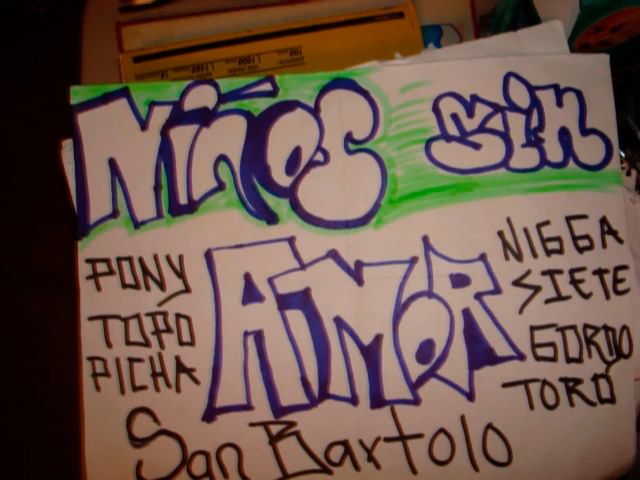 Niños sin
AMOR
PONY
TOPO
PICHA
NIGGA
SIETE
GORDO
TORO
San Bartolo